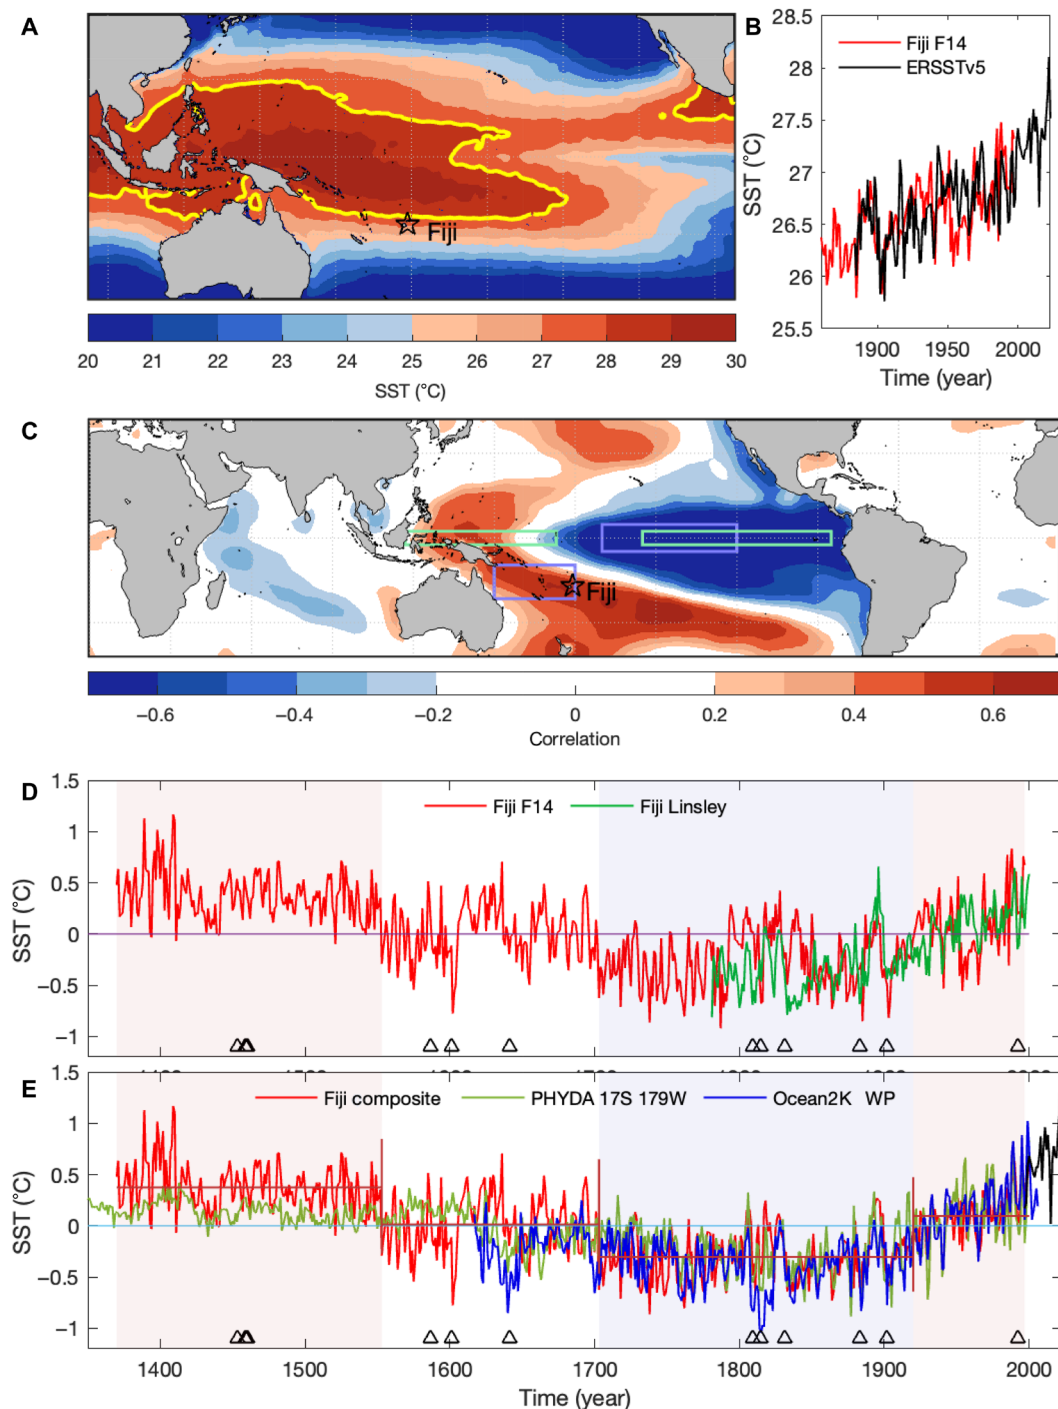 A
Fiji
20 21 22 23 24 25 26 27 28 29 30
SST (°C)
B
28.5
28
27.5
27
26.5
26
25.5
SST (°C)
Fiji F14
ERSSTv5
1900 1950 2000
Time (year)
C
Fiji
−0.6 −0.4 −0.2 0 0.2 0.4 0.6
Correlation
D
1.5
1
0.5
0
−0.5
−1
SST (°C)
Fiji F14 Fiji Linsley
E
1.5
1
0.5
0
−0.5
−1
SST (°C)
Fiji composite PHYDA 17S 179W Ocean2K WP
1400 1500 1600 1700 1800 1900 2000
Time (year)